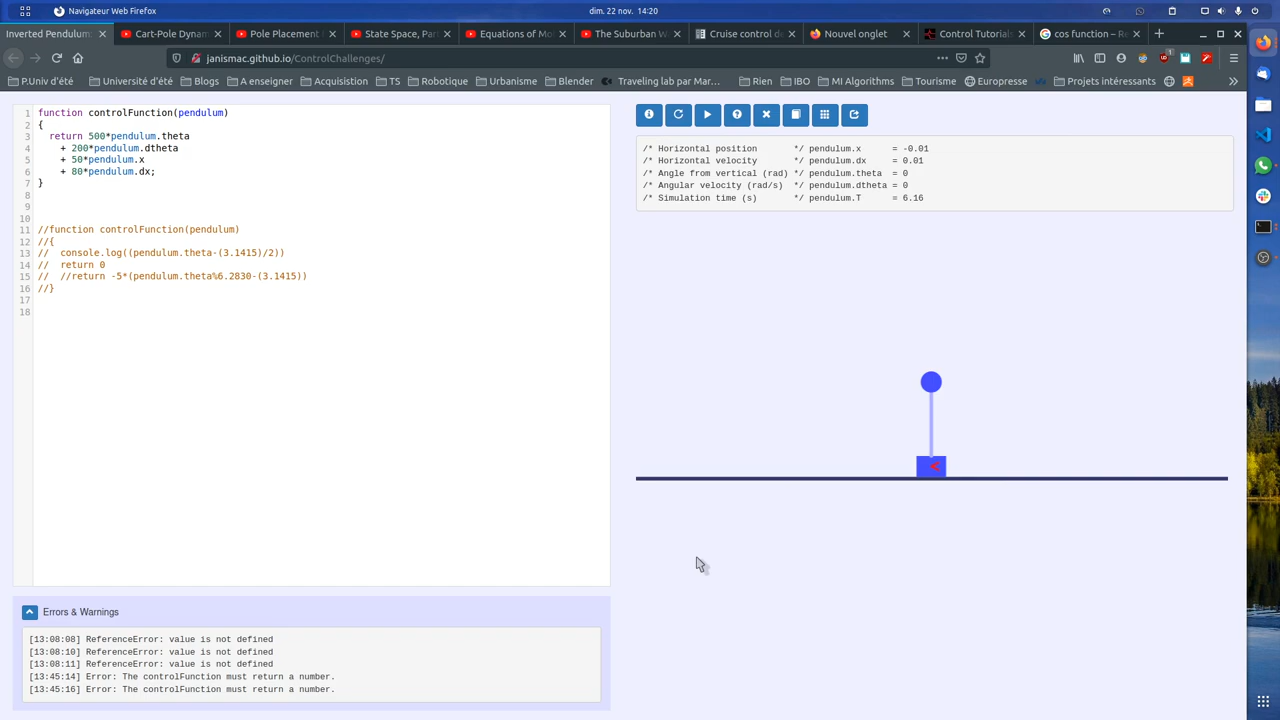 Navigateur Web Firefox
dim. 22 nov. 14:20
Inverted Pendulum:
Cart-Pole Dynam
Pole Placement
State Space, Par
Equations of Mo
The Suburban W
Cruise control de
Nouvel onglet
Control Tutorials
cos function – Re
janismac.github.io/ControlChallenges/
P.Univ d'été
Université d'été
Blogs
A enseigner
Acquisition
TS
Robotique
Urbanisme
Blender
Traveling lab par Mar…
Rien
IBO
MI Algorithms
Tourisme
Europresse
Projets intéressants
1 function controlFunction(pendulum)
2 {
3 return 500*pendulum.theta
4 + 200*pendulum.dtheta
5 + 50*pendulum.x
6 + 80*pendulum.dx;
7 }
8
9
10
11 //function controlFunction(pendulum)
12 //{
13 // console.log((pendulum.theta-(3.1415)/2))
14 // return 0
15 // //return -5*(pendulum.theta%6.2830-(3.1415))
16 //}
17
18
/* Horizontal position */ pendulum.x = -0.01
/* Horizontal velocity */ pendulum.dx = 0.01
/* Angle from vertical (rad) */ pendulum.theta = 0
/* Angular velocity (rad/s) */ pendulum.dtheta = 0
/* Simulation time (s) */ pendulum.T = 6.16
<
Errors & Warnings
[13:08:08] ReferenceError: value is not defined
[13:08:10] ReferenceError: value is not defined
[13:08:11] ReferenceError: value is not defined
[13:45:14] Error: The controlFunction must return a number.
[13:45:16] Error: The controlFunction must return a number.